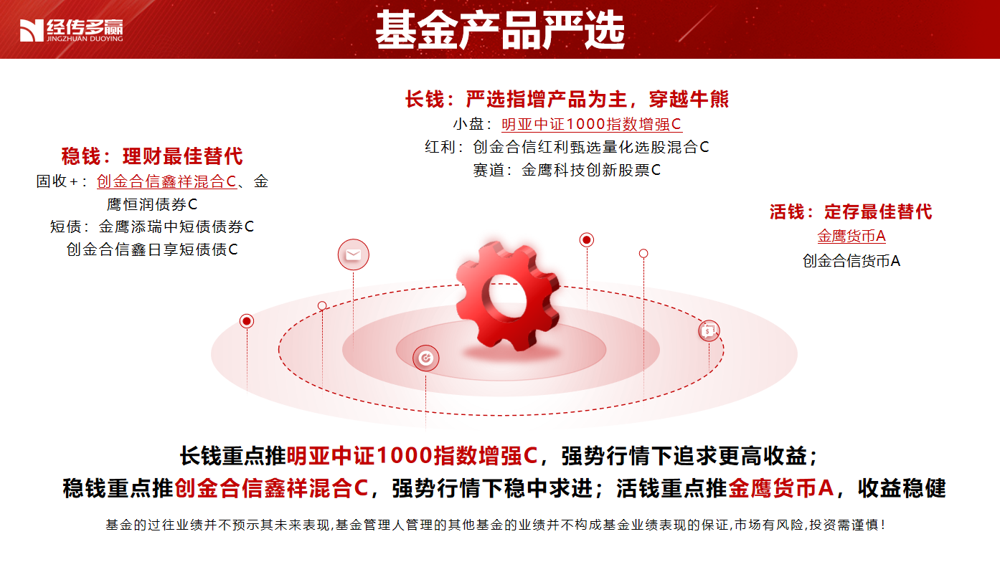 经传多赢
JINGZHUAN DUOYING
基金产品严选
长钱：严选指增产品为主，穿越牛熊
小盘：明亚中证1000指数增强C
红利：创金合信红利甄选量化选股混合C
赛道：金鹰科技创新股票C
稳钱：理财最佳替代
固收+：创金合信鑫祥混合C、金
鹰恒润债券C
短债：金鹰添瑞中短债债券C
创金合信鑫日享短债债C
活钱：定存最佳替代
金鹰货币A
创金合信货币A
$
长钱重点推明亚中证1000指数增强C，强势行情下追求更高收益；
稳钱重点推创金合信鑫祥混合C，强势行情下稳中求进；活钱重点推金鹰货币A，收益稳健
基金的过往业绩并不预示其未来表现,基金管理人管理的其他基金的业绩并不构成基金业绩表现的保证,市场有风险,投资需谨慎！